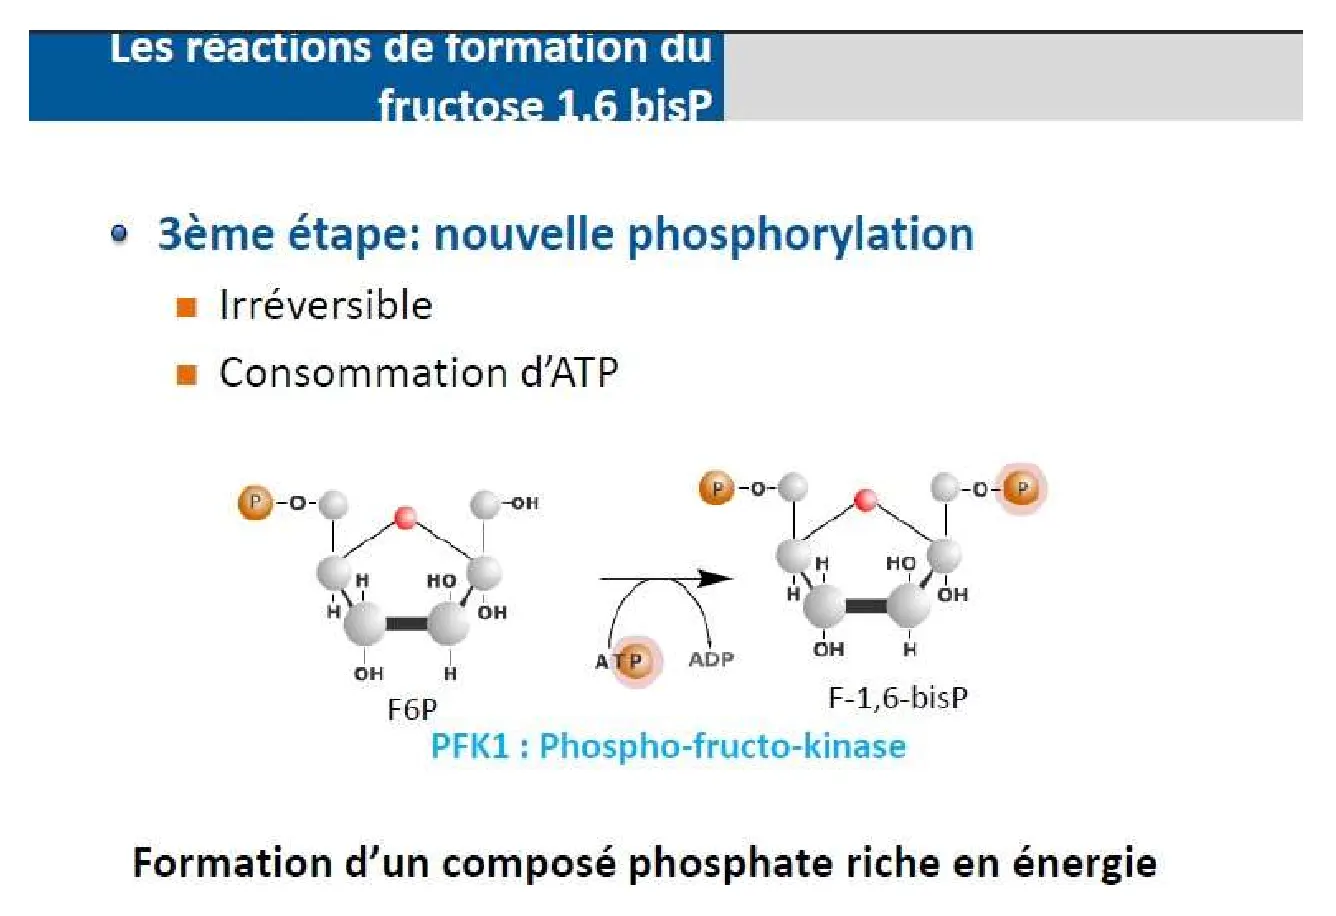 Les réactions de formation du
fructose 1.6 bisP
3ème étape: nouvelle phosphorylation
Irréversible
Consommation d'ATP
P-O- -OH
H HO
H OH
OH H
F6P
ATP ADP
P-O- -O-P
H HO
H OH
OH H
F-1,6-bisP
PFK1 : Phospho-fructo-kinase
Formation d'un composé phosphate riche en énergie